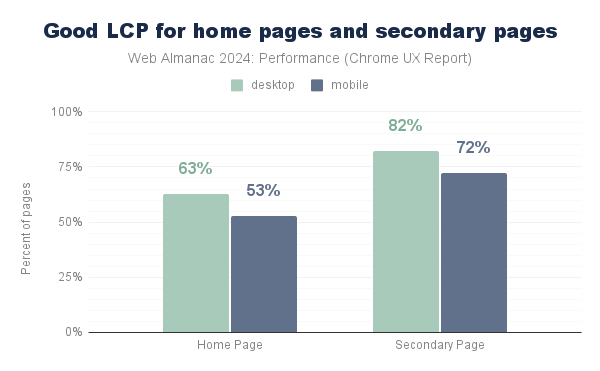 Good LCP for home pages and secondary pages
Web Almanac 2024: Performance (Chrome UX Report)
desktop mobile
Percent of pages
100%
75%
50%
25%
0%
63%
53%
82%
72%
Home Page
Secondary Page